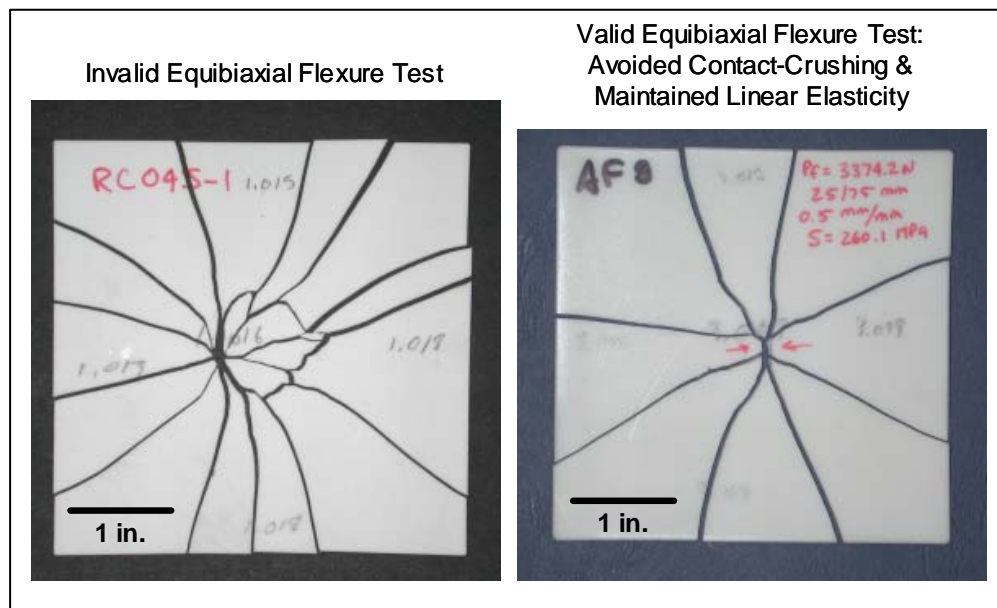 Invalid Equibiaxial Flexure Test
RC045-1 1.015
1.018
1 in.
1.018
Valid Equibiaxial Flexure Test:
Avoided Contact-Crushing &
Maintained Linear Elasticity
AF8
Pf= 3374.2N
25/75 mm
0.5 mm/min
S= 260.1 MPa
1 in.